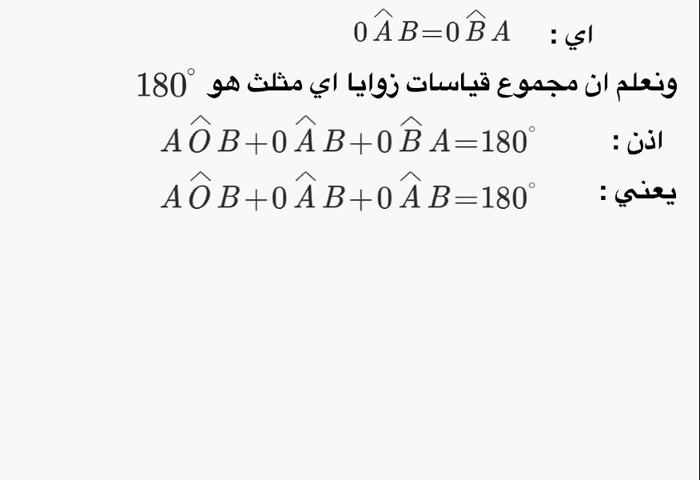 اي : 0ÂB=0B̂A
ونعلم ان مجموع قياسات زوايا اي مثلث هو 180°
اذن : AÔB+0ÂB+0B̂A=180°
يعني : AÔB+0ÂB+0ÂB=180°